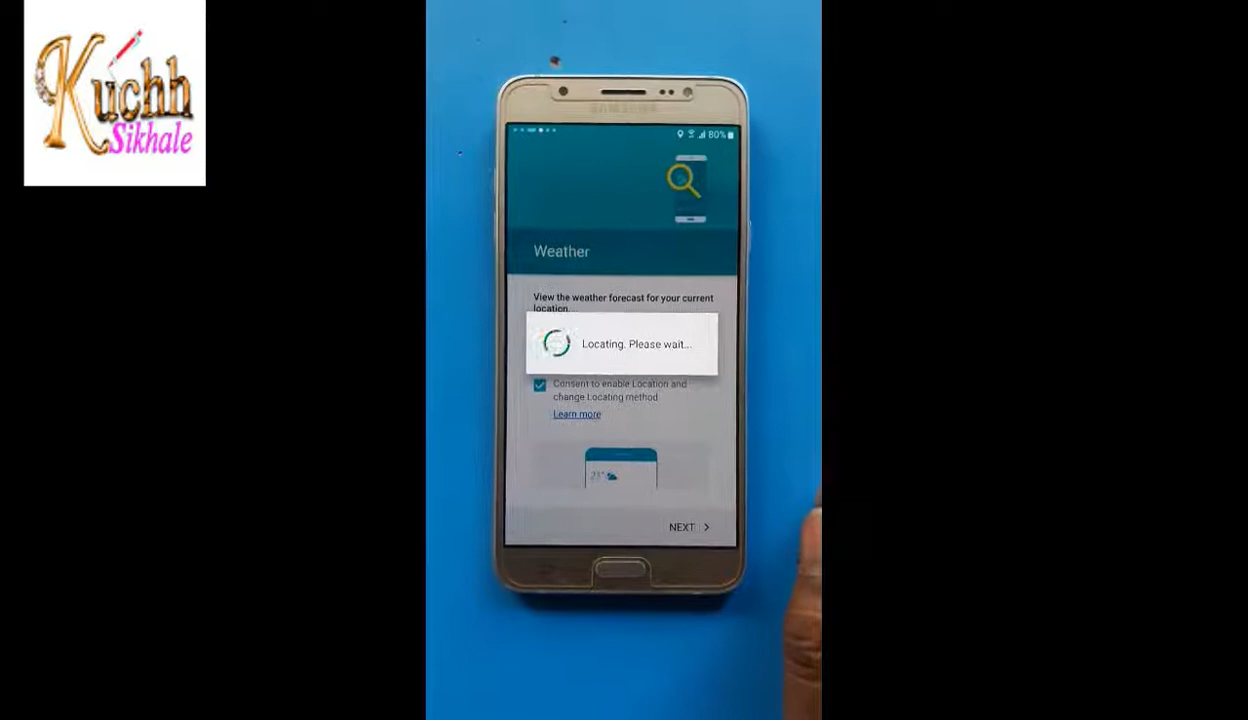 Kuchh
Sikhale
SAMSUNG
80%
Weather
View the weather forecast for your current
location.
Locating. Please wait...
Consent to enable Location and
change Locating method
Learn more
23°
NEXT >